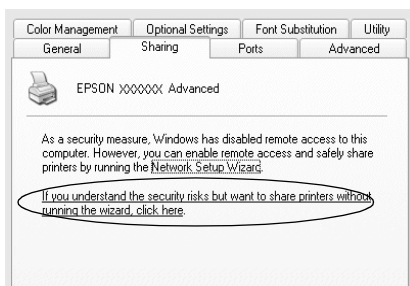 Color Management Optional Settings Font Substitution Utility
General Sharing Ports Advanced
EPSON XXXXXX Advanced
As a security measure, Windows has disabled remote access to this
computer. However, you can enable remote access and safely share
printers by running the Network Setup Wizard.
If you understand the security risks but want to share printers without
running the wizard, click here.